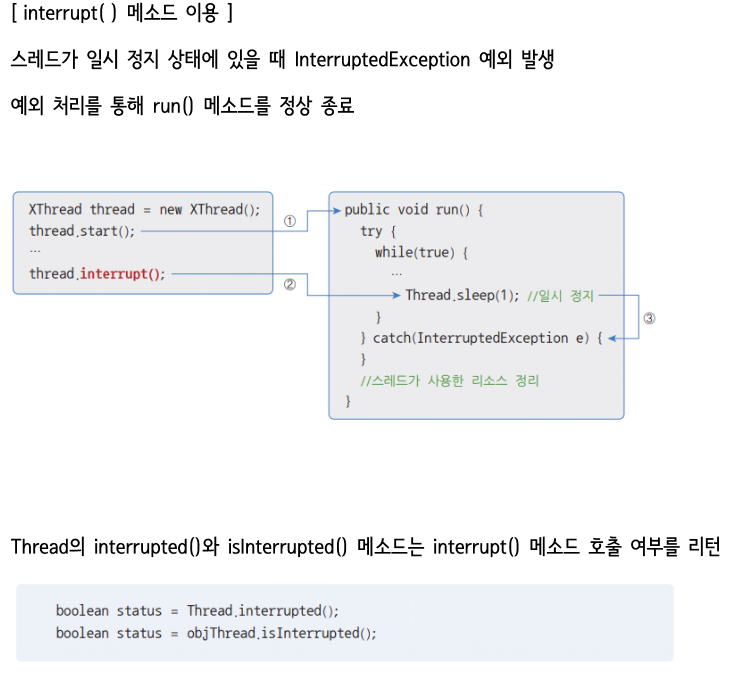 [ interrupt( ) 메소드 이용 ]
스레드가 일시 정지 상태에 있을 때 InterruptedException 예외 발생
예외 처리를 통해 run() 메소드를 정상 종료
XThread thread = new XThread();
thread.start();
...
thread.interrupt();
①
②
public void run() {
try {
while(true) {
...
Thread.sleep(1); //일시 정지
}
} catch(InterruptedException e) {
}
//스레드가 사용한 리소스 정리
}
③
Thread의 interrupted()와 isInterrupted() 메소드는 interrupt() 메소드 호출 여부를 리턴
boolean status = Thread.interrupted();
boolean status = objThread.isInterrupted();